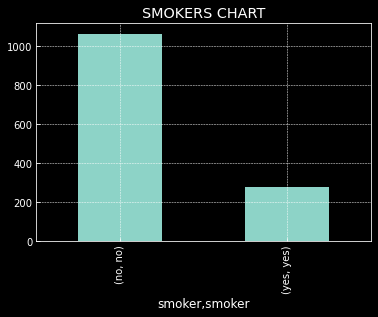 SMOKERS CHART
1000
800
600
400
200
0
(no, no)
(yes, yes)
smoker,smoker